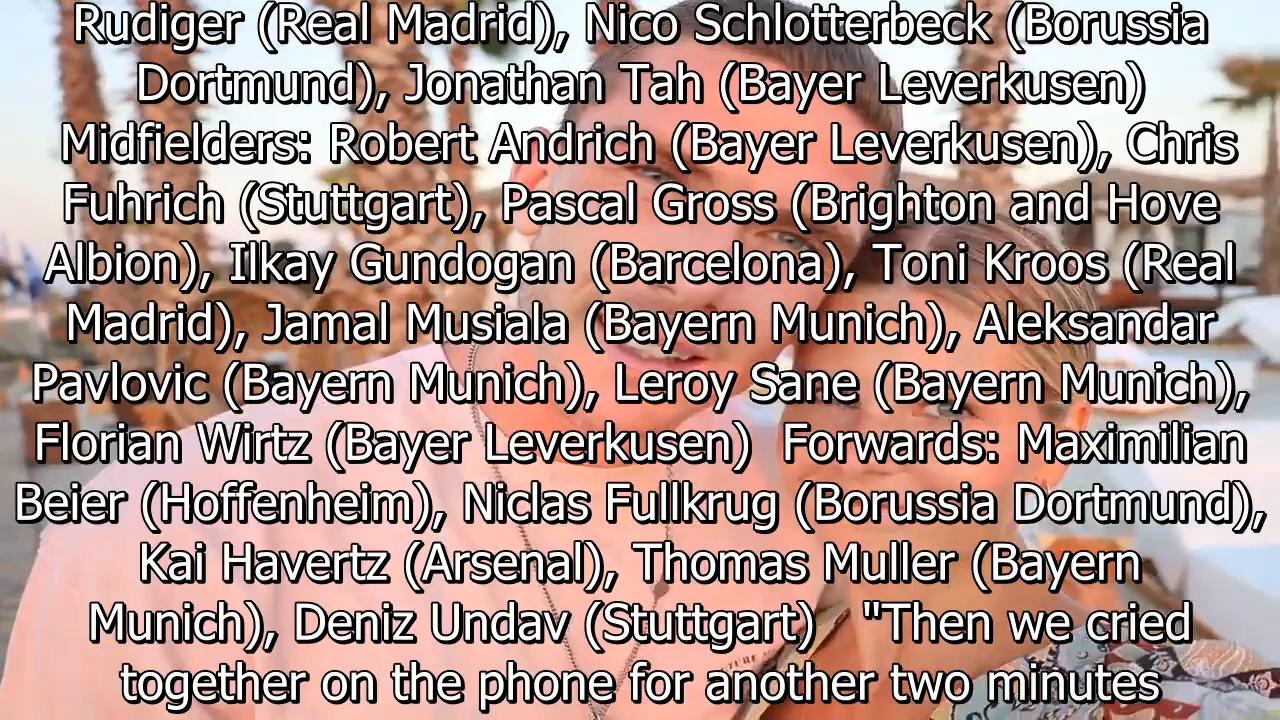 Rudiger (Real Madrid), Nico Schlotterbeck (Borussia
Dortmund), Jonathan Tah (Bayer Leverkusen)
Midfielders: Robert Andrich (Bayer Leverkusen), Chris
Fuhrich (Stuttgart), Pascal Gross (Brighton and Hove
Albion), Ilkay Gundogan (Barcelona), Toni Kroos (Real
Madrid), Jamal Musiala (Bayern Munich), Aleksandar
Pavlovic (Bayern Munich), Leroy Sane (Bayern Munich),
Florian Wirtz (Bayer Leverkusen)  Forwards: Maximilian
Beier (Hoffenheim), Niclas Fullkrug (Borussia Dortmund),
Kai Havertz (Arsenal), Thomas Muller (Bayern
Munich), Deniz Undav (Stuttgart)   "Then we cried
together on the phone for another two minutes